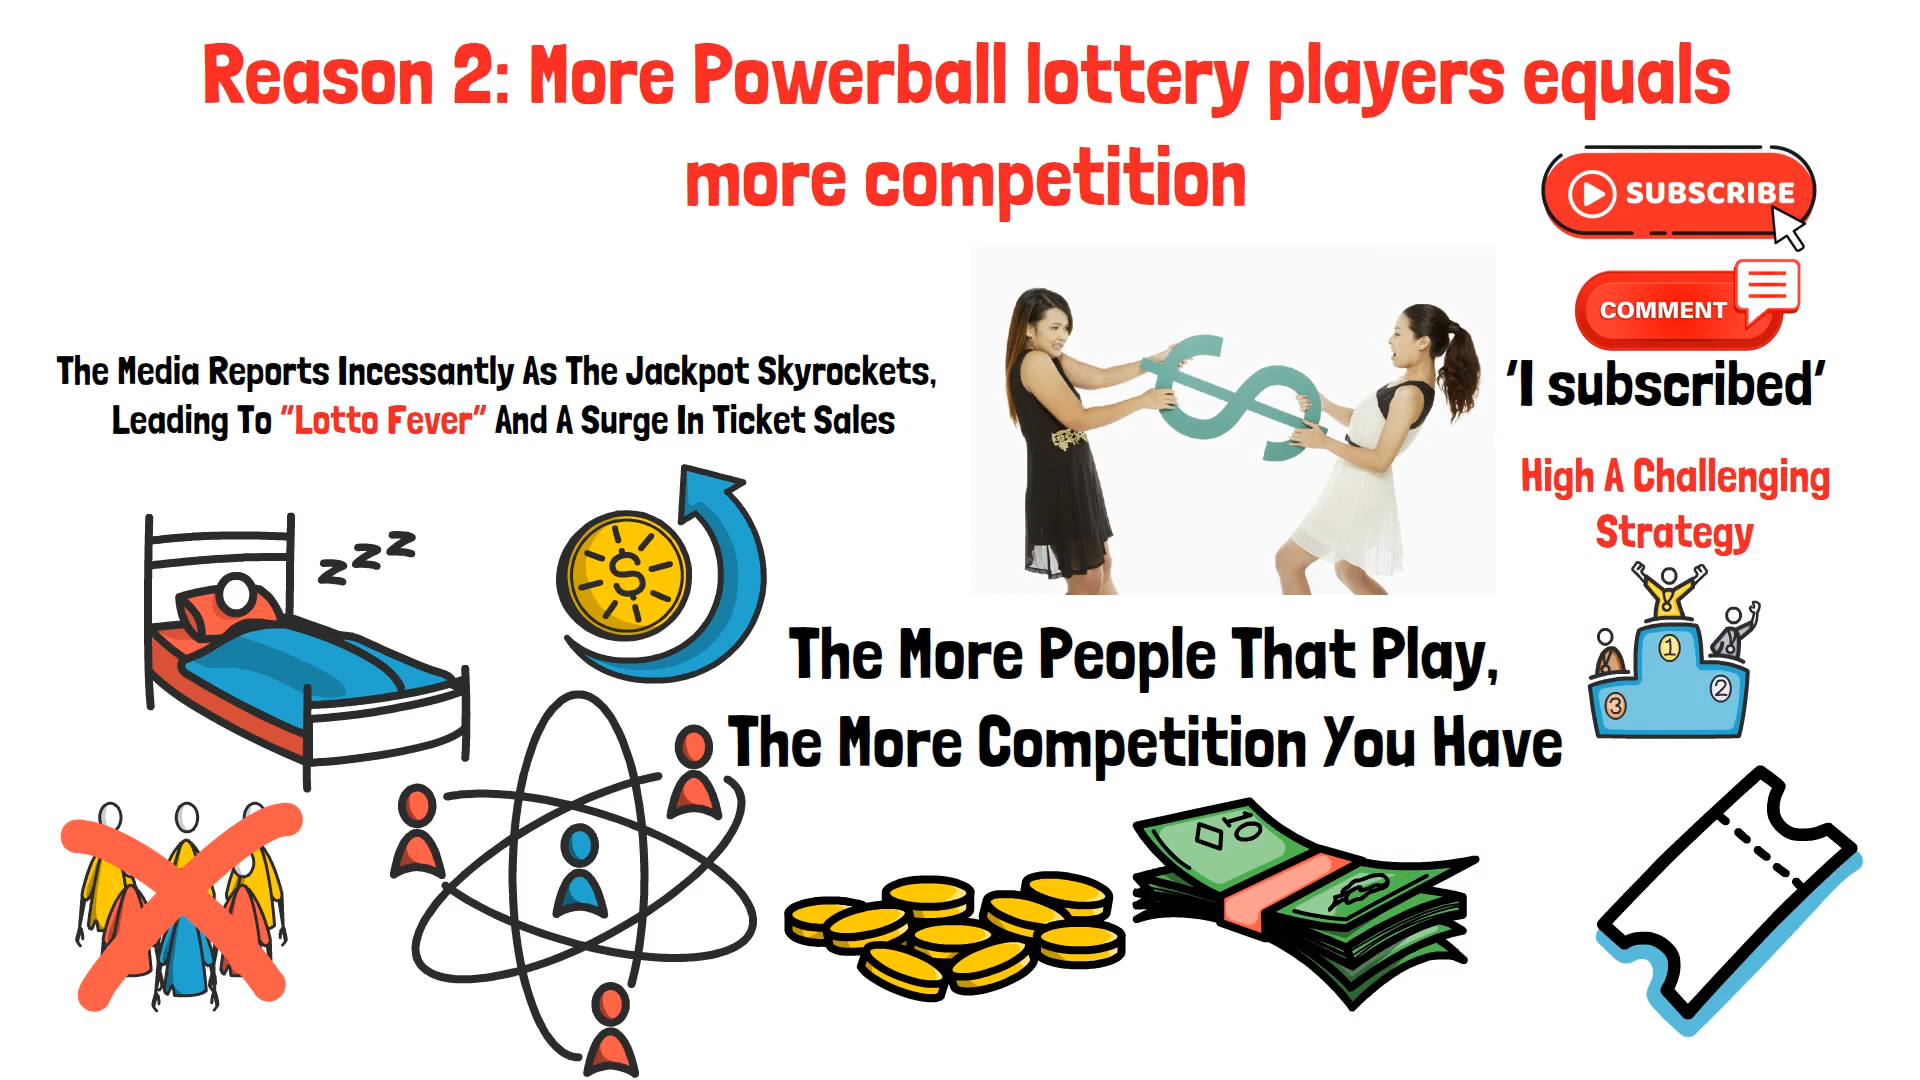 Reason 2: More Powerball lottery players equals
more competition
SUBSCRIBE
COMMENT
'I subscribed'
The Media Reports Incessantly As The Jackpot Skyrockets,
Leading To "Lotto Fever" And A Surge In Ticket Sales
High A Challenging
Strategy
z z z
$
$
The More People That Play,
The More Competition You Have
1
2
3
10